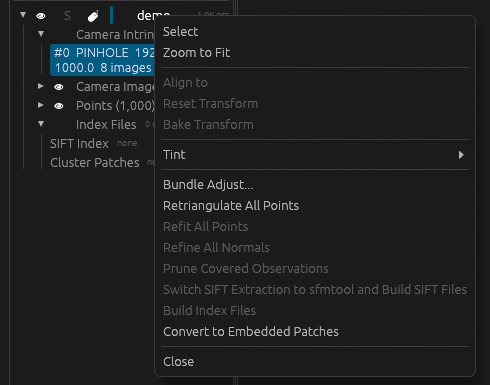 demo
Select
Zoom to Fit
Align to
Reset Transform
Bake Transform
Tint
Bundle Adjust...
Retriangulate All Points
Refit All Points
Refine All Normals
Prune Covered Observations
Switch SIFT Extraction to sfmtool and Build SIFT Files
Build Index Files
Convert to Embedded Patches
Close
S
Camera Intrin
#0 PINHOLE 192
1000.0 8 images
Camera Imag
Points (1,000)
Index Files 0
SIFT Index none
Cluster Patches